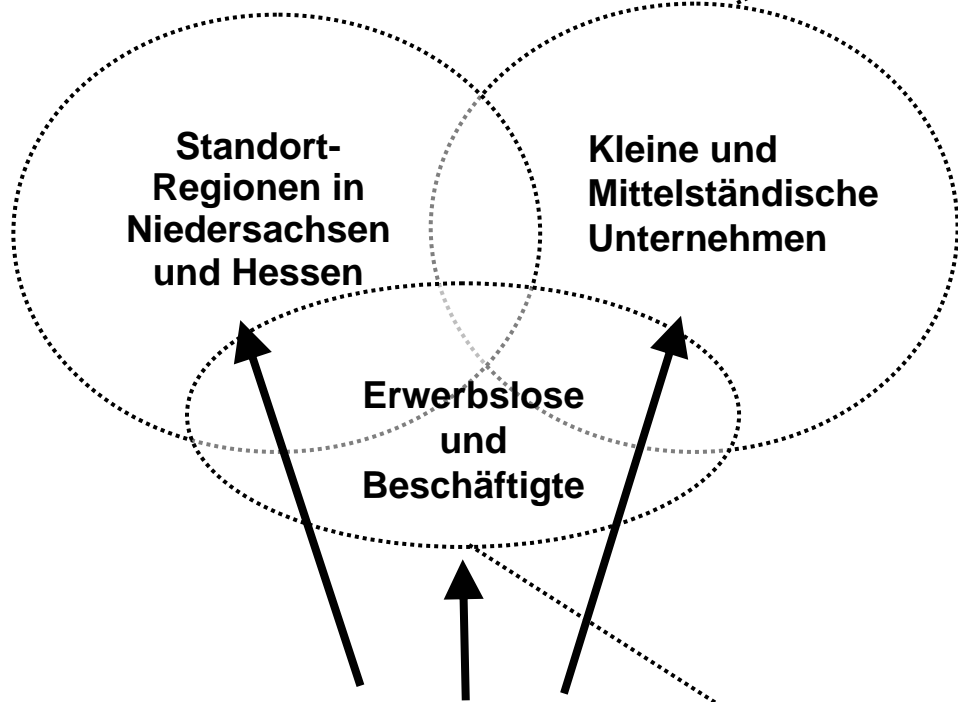 Standort-
Regionen in
Niedersachsen
und Hessen
Kleine und
Mittelständische
Unternehmen
Erwerbslose
und
Beschäftigte